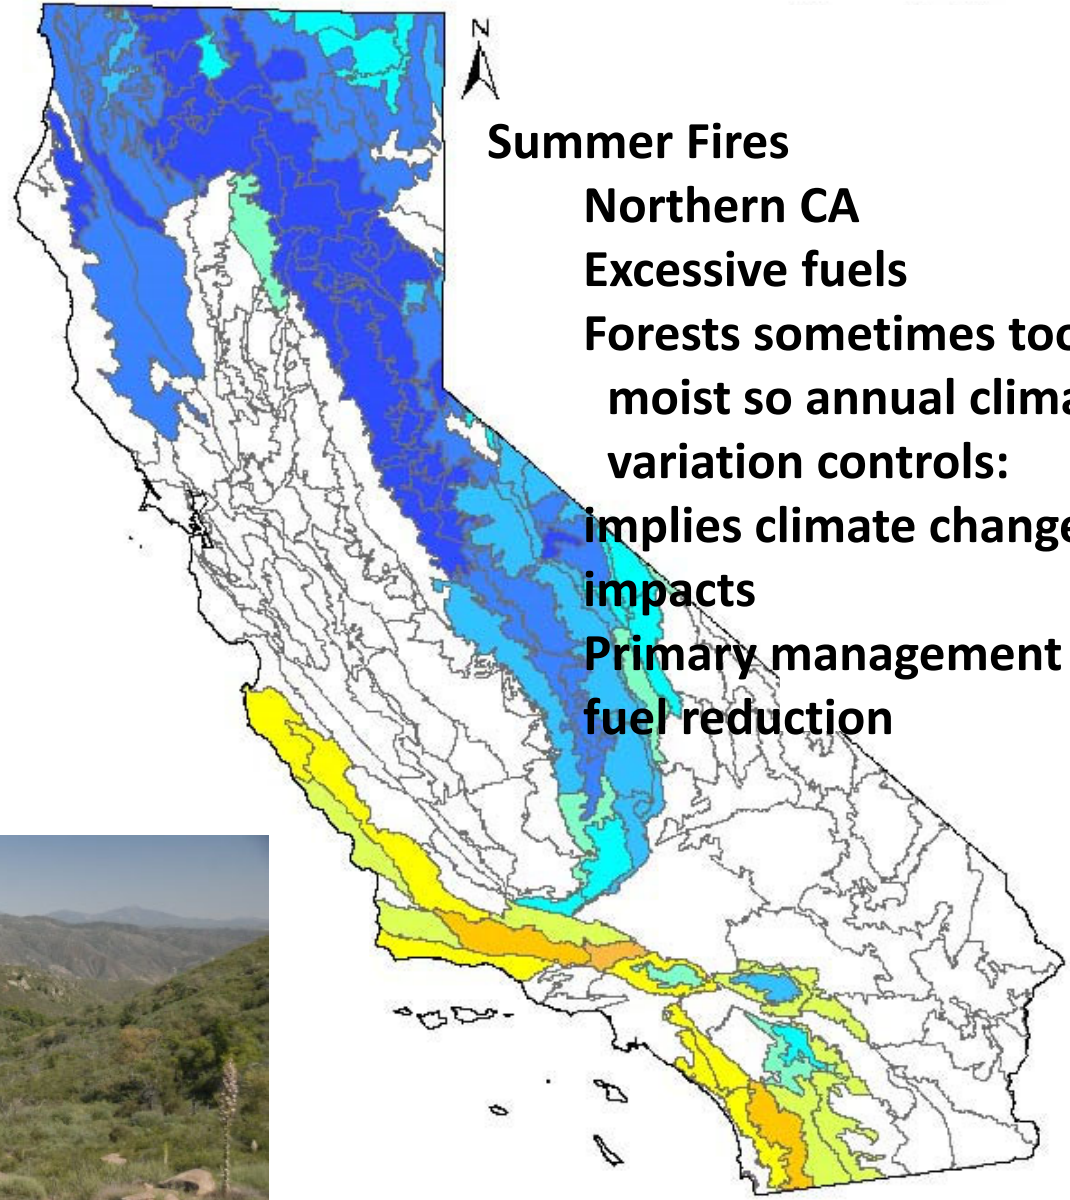 N
Summer Fires
Northern CA
Excessive fuels
Forests sometimes too
moist so annual clima
variation controls:
implies climate change
impacts
Primary management
fuel reduction